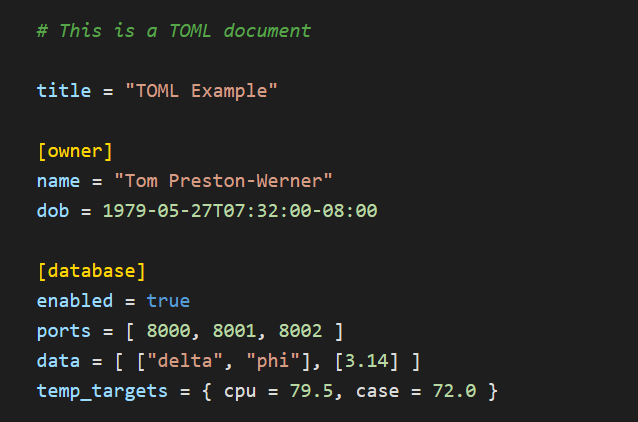 # This is a TOML document
title = "TOML Example"
[owner]
name = "Tom Preston-Werner"
dob = 1979-05-27T07:32:00-08:00
[database]
enabled = true
ports = [ 8000, 8001, 8002 ]
data = [ ["delta", "phi"], [3.14] ]
temp_targets = { cpu = 79.5, case = 72.0 }